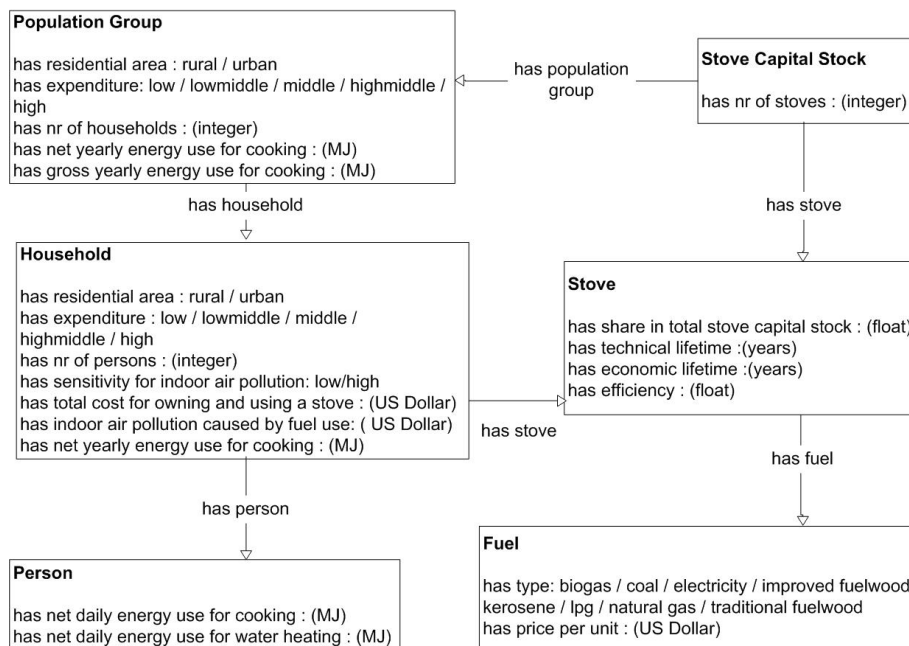 Population Group
has residential area : rural / urban
has expenditure: low / lowmiddle / middle / highmiddle /
high
has nr of households : (integer)
has net yearly energy use for cooking : (MJ)
has gross yearly energy use for cooking : (MJ)
has population
group
Stove Capital Stock
has nr of stoves : (integer)
has household
has stove
Household
has residential area : rural / urban
has expenditure : low / lowmiddle / middle /
highmiddle / high
has nr of persons : (integer)
has sensitivity for indoor air pollution: low/high
has total cost for owning and using a stove : (US Dollar)
has indoor air pollution caused by fuel use: ( US Dollar)
has net yearly energy use for cooking : (MJ)
has stove
Stove
has share in total stove capital stock : (float)
has technical lifetime :(years)
has economic lifetime :(years)
has efficiency : (float)
has person
has fuel
Person
has net daily energy use for cooking : (MJ)
has net daily energy use for water heating : (MJ)
Fuel
has type: biogas / coal / electricity / improved fuelwood
kerosene / lpg / natural gas / traditional fuelwood
has price per unit : (US Dollar)